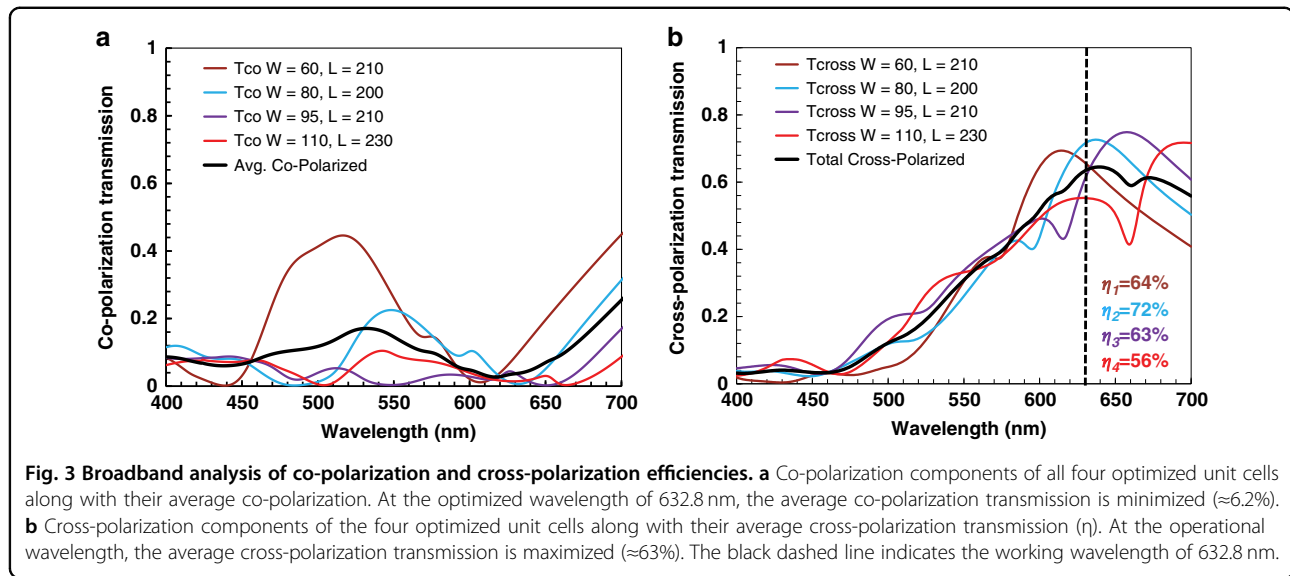 a
1
0.8
0.6
0.4
0.2
0
Co-polarization transmission
Tco W = 60, L = 210
Tco W = 80, L = 200
Tco W = 95, L = 210
Tco W = 110, L = 230
Avg. Co-Polarized
400 450 500 550 600 650 700
Wavelength (nm)
b
1
0.8
0.6
0.4
0.2
0
Cross-polarization transmission
Tcross W = 60, L = 210
Tcross W = 80, L = 200
Tcross W = 95, L = 210
Tcross W = 110, L = 230
Total Cross-Polarized
η1=64%
η2=72%
η3=63%
η4=56%
400 450 500 550 600 650 700
Wavelength (nm)
Fig. 3 Broadband analysis of co-polarization and cross-polarization efficiencies. a Co-polarization components of all four optimized unit cells
along with their average co-polarization. At the optimized wavelength of 632.8 nm, the average co-polarization transmission is minimized (≈6.2%).
b Cross-polarization components of the four optimized unit cells along with their average cross-polarization transmission (η). At the operational
wavelength, the average cross-polarization transmission is maximized (≈63%). The black dashed line indicates the working wavelength of 632.8 nm.